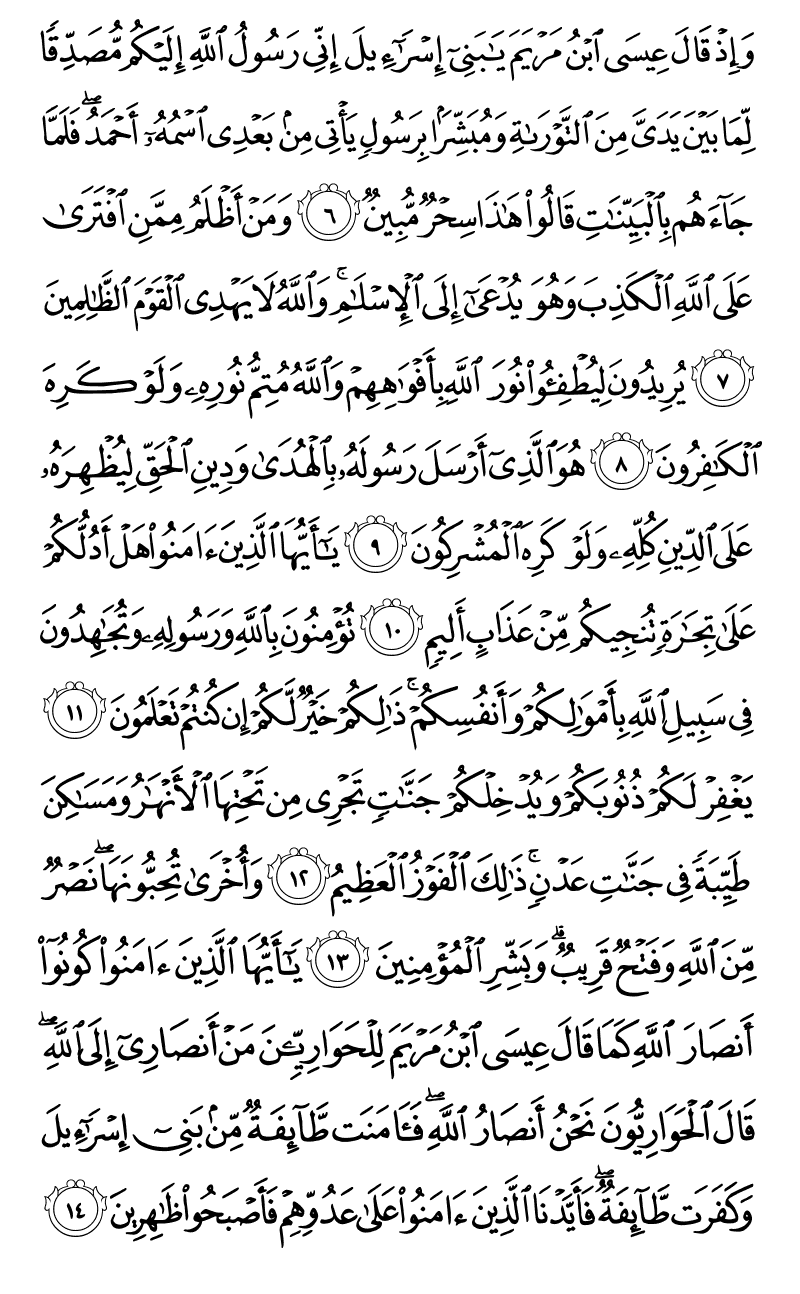 وَإِذْ قَالَ عِيسَى ٱبْنُ مَرْيَمَ يَـٰبَنِىٓ إِسْرَٰٓءِيلَ إِنِّى رَسُولُ ٱللَّهِ إِلَيْكُم مُّصَدِّقًا
لِّمَا بَيْنَ يَدَىَّ مِنَ ٱلتَّوْرَىٰةِ وَمُبَشِّرًۢا بِرَسُولٍ يَأْتِى مِنۢ بَعْدِى ٱسْمُهُۥٓ أَحْمَدُ ۖ فَلَمَّا
جَآءَهُم بِٱلْبَيِّنَـٰتِ قَالُوا۟ هَـٰذَا سِحْرٌ مُّبِينٌ ٦ وَمَنْ أَظْلَمُ مِمَّنِ ٱفْتَرَىٰ
عَلَى ٱللَّهِ ٱلْكَذِبَ وَهُوَ يُدْعَىٰٓ إِلَى ٱلْإِسْلَـٰمِ ۚ وَٱللَّهُ لَا يَهْدِى ٱلْقَوْمَ ٱلظَّـٰلِمِينَ
٧ يُرِيدُونَ لِيُطْفِـُٔوا۟ نُورَ ٱللَّهِ بِأَفْوَٰهِهِمْ وَٱللَّهُ مُتِمُّ نُورِهِۦ وَلَوْ كَرِهَ
ٱلْكَـٰفِرُونَ ٨ هُوَ ٱلَّذِىٓ أَرْسَلَ رَسُولَهُۥ بِٱلْهُدَىٰ وَدِينِ ٱلْحَقِّ لِيُظْهِرَهُۥ
عَلَى ٱلدِّينِ كُلِّهِۦ وَلَوْ كَرِهَ ٱلْمُشْرِكُونَ ٩ يَـٰٓأَيُّهَا ٱلَّذِينَ ءَامَنُوا۟ هَلْ أَدُلُّكُمْ
عَلَىٰ تِجَـٰرَةٍ تُنجِيكُم مِّنْ عَذَابٍ أَلِيمٍ ١٠ تُؤْمِنُونَ بِٱللَّهِ وَرَسُولِهِۦ وَتُجَـٰهِدُونَ
فِى سَبِيلِ ٱللَّهِ بِأَمْوَٰلِكُمْ وَأَنفُسِكُمْ ۚ ذَٰلِكُمْ خَيْرٌ لَّكُمْ إِن كُنتُمْ تَعْلَمُونَ ١١
يَغْفِرْ لَكُمْ ذُنُوبَكُمْ وَيُدْخِلْكُمْ جَنَّـٰتٍ تَجْرِى مِن تَحْتِهَا ٱلْأَنْهَـٰرُ وَمَسَـٰكِنَ
طَيِّبَةً فِى جَنَّـٰتِ عَدْنٍ ۚ ذَٰلِكَ ٱلْفَوْزُ ٱلْعَظِيمُ ١٢ وَأُخْرَىٰ تُحِبُّونَهَا ۖ نَصْرٌ
مِّنَ ٱللَّهِ وَفَتْحٌ قَرِيبٌ ۗ وَبَشِّرِ ٱلْمُؤْمِنِينَ ١٣ يَـٰٓأَيُّهَا ٱلَّذِينَ ءَامَنُوا۟ كُونُوٓا۟
أَنصَارَ ٱللَّهِ كَمَا قَالَ عِيسَى ٱبْنُ مَرْيَمَ لِلْحَوَارِيِّـۧنَ مَنْ أَنصَارِىٓ إِلَى ٱللَّهِ ۖ
قَالَ ٱلْحَوَارِيُّونَ نَحْنُ أَنصَارُ ٱللَّهِ ۖ فَـَٔامَنَت طَّآئِفَةٌ مِّنۢ بَنِىٓ إِسْرَٰٓءِيلَ
وَكَفَرَت طَّآئِفَةٌ ۖ فَأَيَّدْنَا ٱلَّذِينَ ءَامَنُوا۟ عَلَىٰ عَدُوِّهِمْ فَأَصْبَحُوا۟ ظَـٰهِرِينَ ١٤